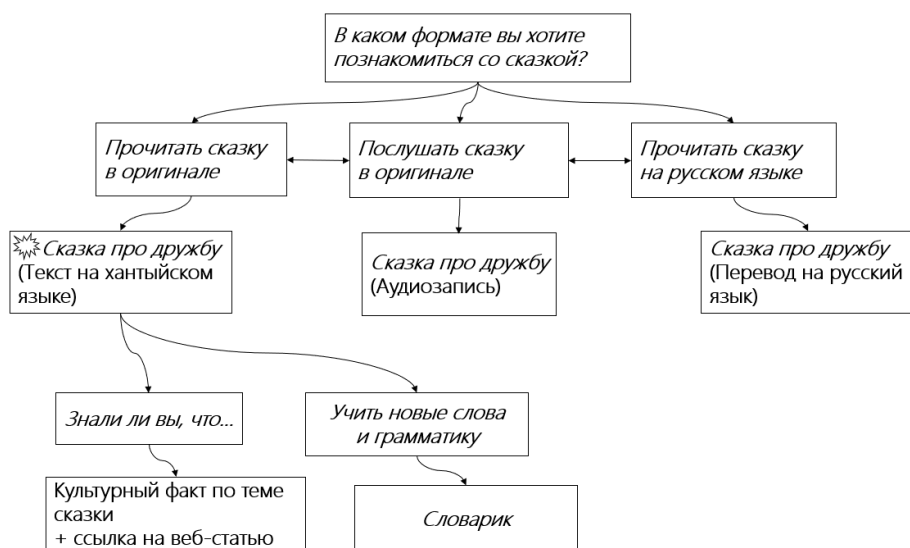 В каком формате вы хотите
познакомиться со сказкой?
Прочитать сказку
в оригинале
Послушать сказку
в оригинале
Прочитать сказку
на русском языке
Сказка про дружбу
(Текст на хантыйском
языке)
Сказка про дружбу
(Аудиозапись)
Сказка про дружбу
(Перевод на русский
язык)
Знали ли вы, что...
Учить новые слова
и грамматику
Культурный факт по теме
сказки
+ ссылка на веб-статью
Словарик